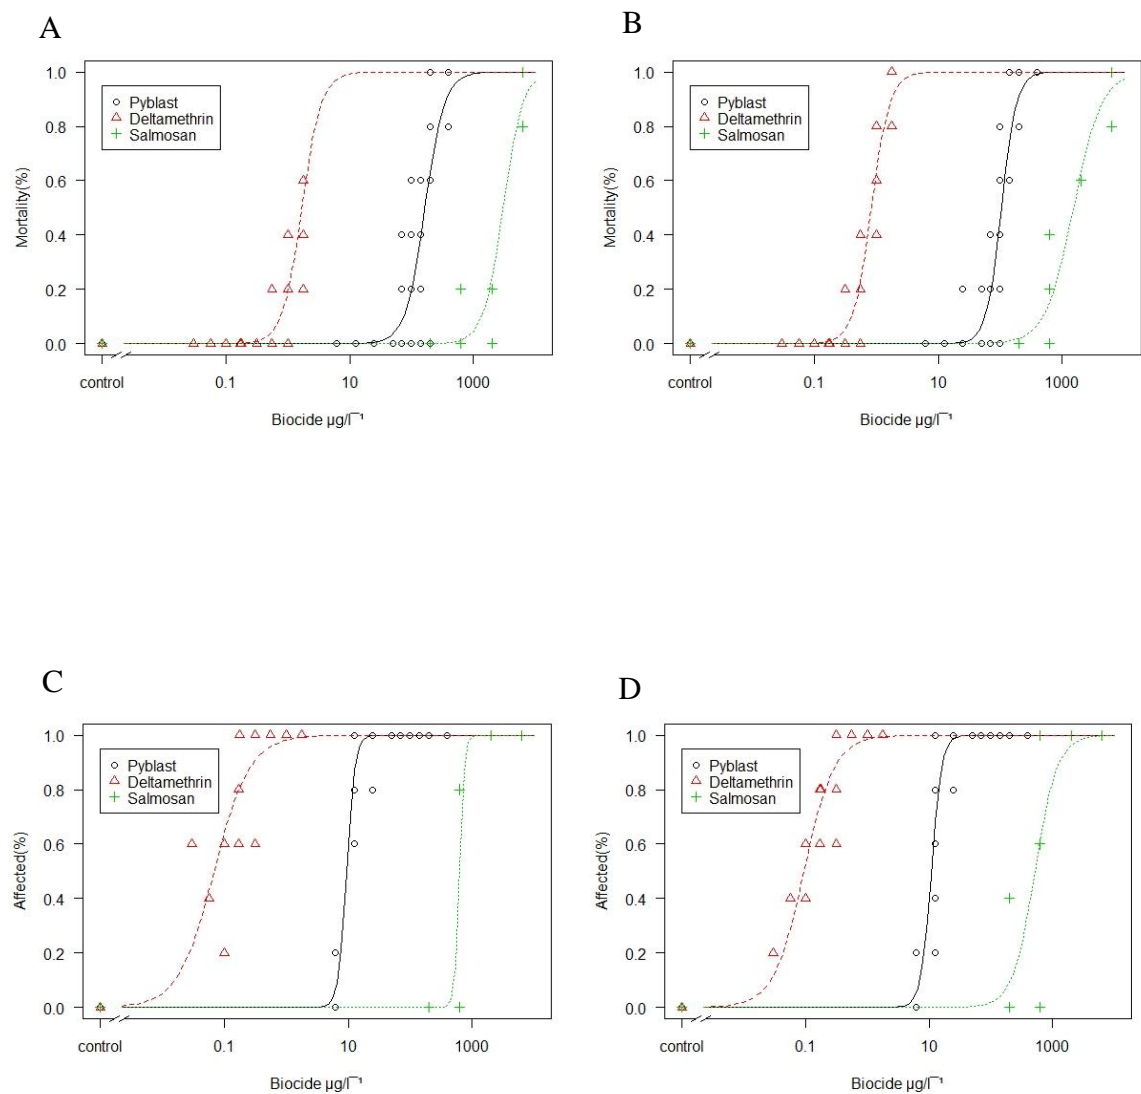 A
1.0
0.8
0.6
0.4
0.2
0.0
Mortality(%)
Pyblast
Deltamethrin
Salmosan
control
0.1
10
1000
Biocide µg/l¯¹
B
1.0
0.8
0.6
0.4
0.2
0.0
Mortality(%)
Pyblast
Deltamethrin
Salmosan
control
0.1
10
1000
Biocide µg/l¯¹
C
1.0
0.8
0.6
0.4
0.2
0.0
Affected(%)
Pyblast
Deltamethrin
Salmosan
control
0.1
10
1000
Biocide µg/l¯¹
D
1.0
0.8
0.6
0.4
0.2
0.0
Affected(%)
Pyblast
Deltamethrin
Salmosan
control
0.1
10
1000
Biocide µg/l¯¹